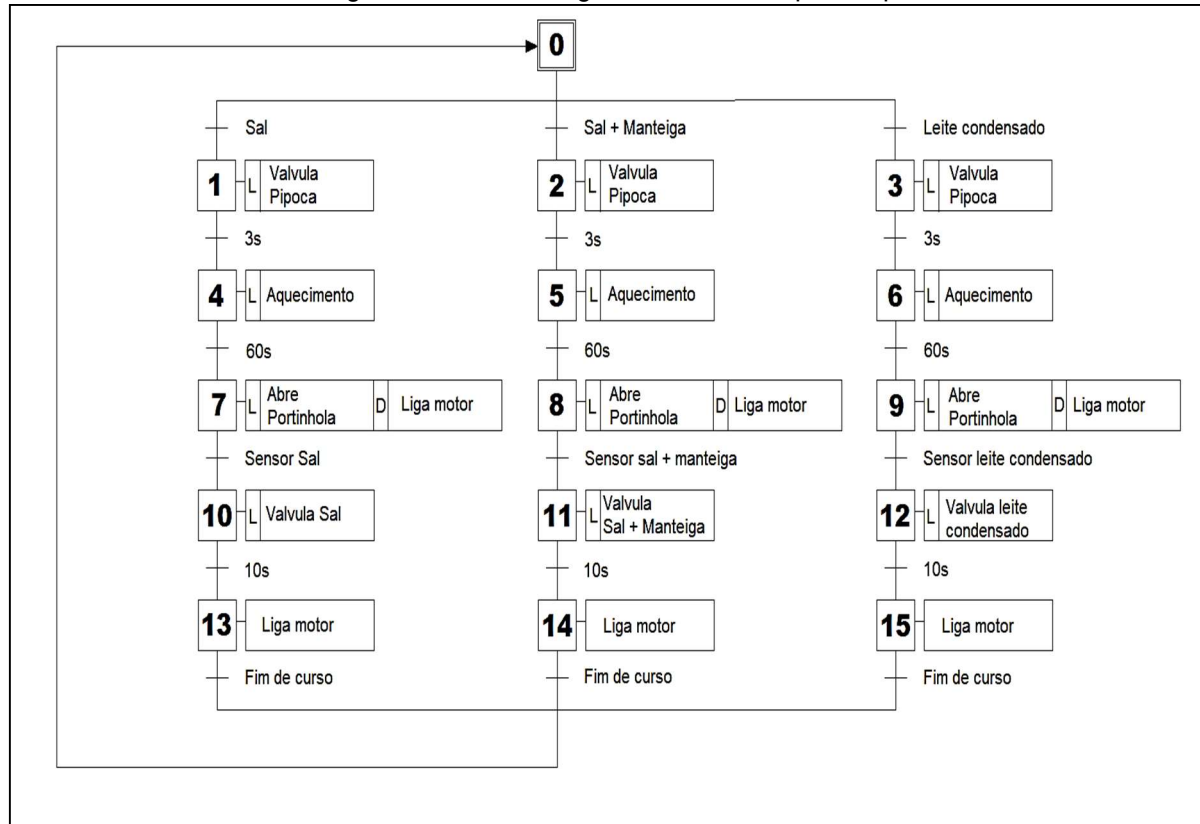 0
Sal
Sal + Manteiga
Leite condensado
1
L
Valvula
Pipoca
2
L
Valvula
Pipoca
3
L
Valvula
Pipoca
3s
3s
3s
4
L
Aquecimento
5
L
Aquecimento
6
L
Aquecimento
60s
60s
60s
7
L
Abre
Portinhola
D
Liga motor
8
L
Abre
Portinhola
D
Liga motor
9
L
Abre
Portinhola
D
Liga motor
Sensor Sal
Sensor sal + manteiga
Sensor leite condensado
10
L
Valvula Sal
11
L
Valvula
Sal + Manteiga
12
L
Valvula leite
condensado
10s
10s
10s
13
Liga motor
14
Liga motor
15
Liga motor
Fim de curso
Fim de curso
Fim de curso